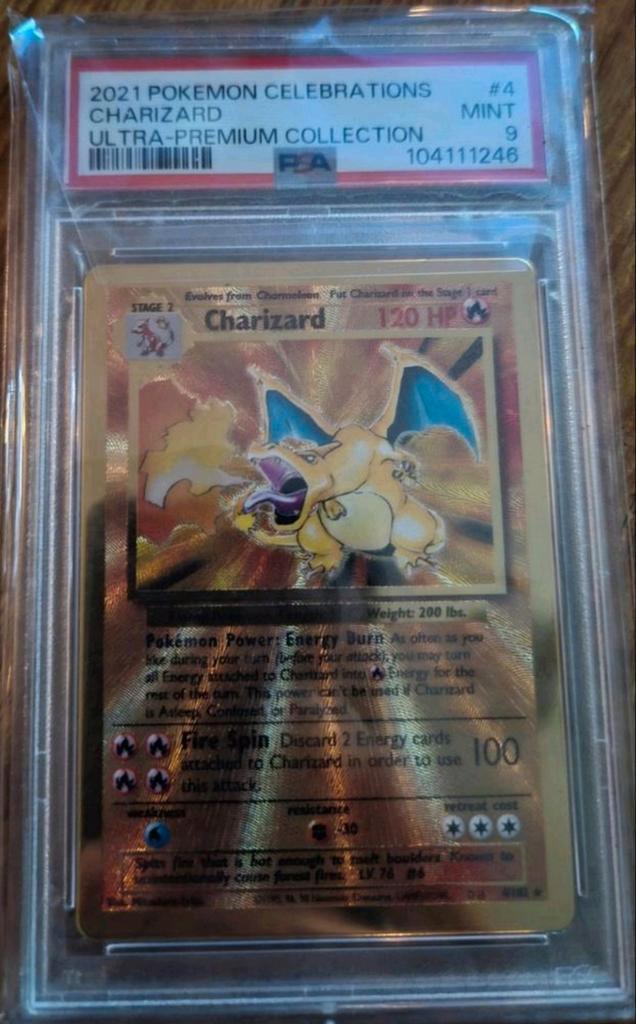 2021 POKEMON CELEBRATIONS #4
CHARIZARD MINT
ULTRA-PREMIUM COLLECTION 9
PSA 104111246
Evolves from Charmeleon Put Charizard on the Stage 1 card
STAGE 2
Charizard 120 HP
Weight: 200 lbs.
Pokémon Power: Energy Burn As often as you
like during your turn (before your attack), you may turn
all Energy attached to Charizard into Energy for the
rest of the turn. This power can't be used if Charizard
is Asleep, Confused, or Paralyzed.
Fire Spin Discard 2 Energy cards 100
attached to Charizard in order to use
this attack.
weakness resistance retreat cost
-30
Spits fire that is hot enough to melt boulders. Known to
unintentionally cause forest fires. LV. 76 #6